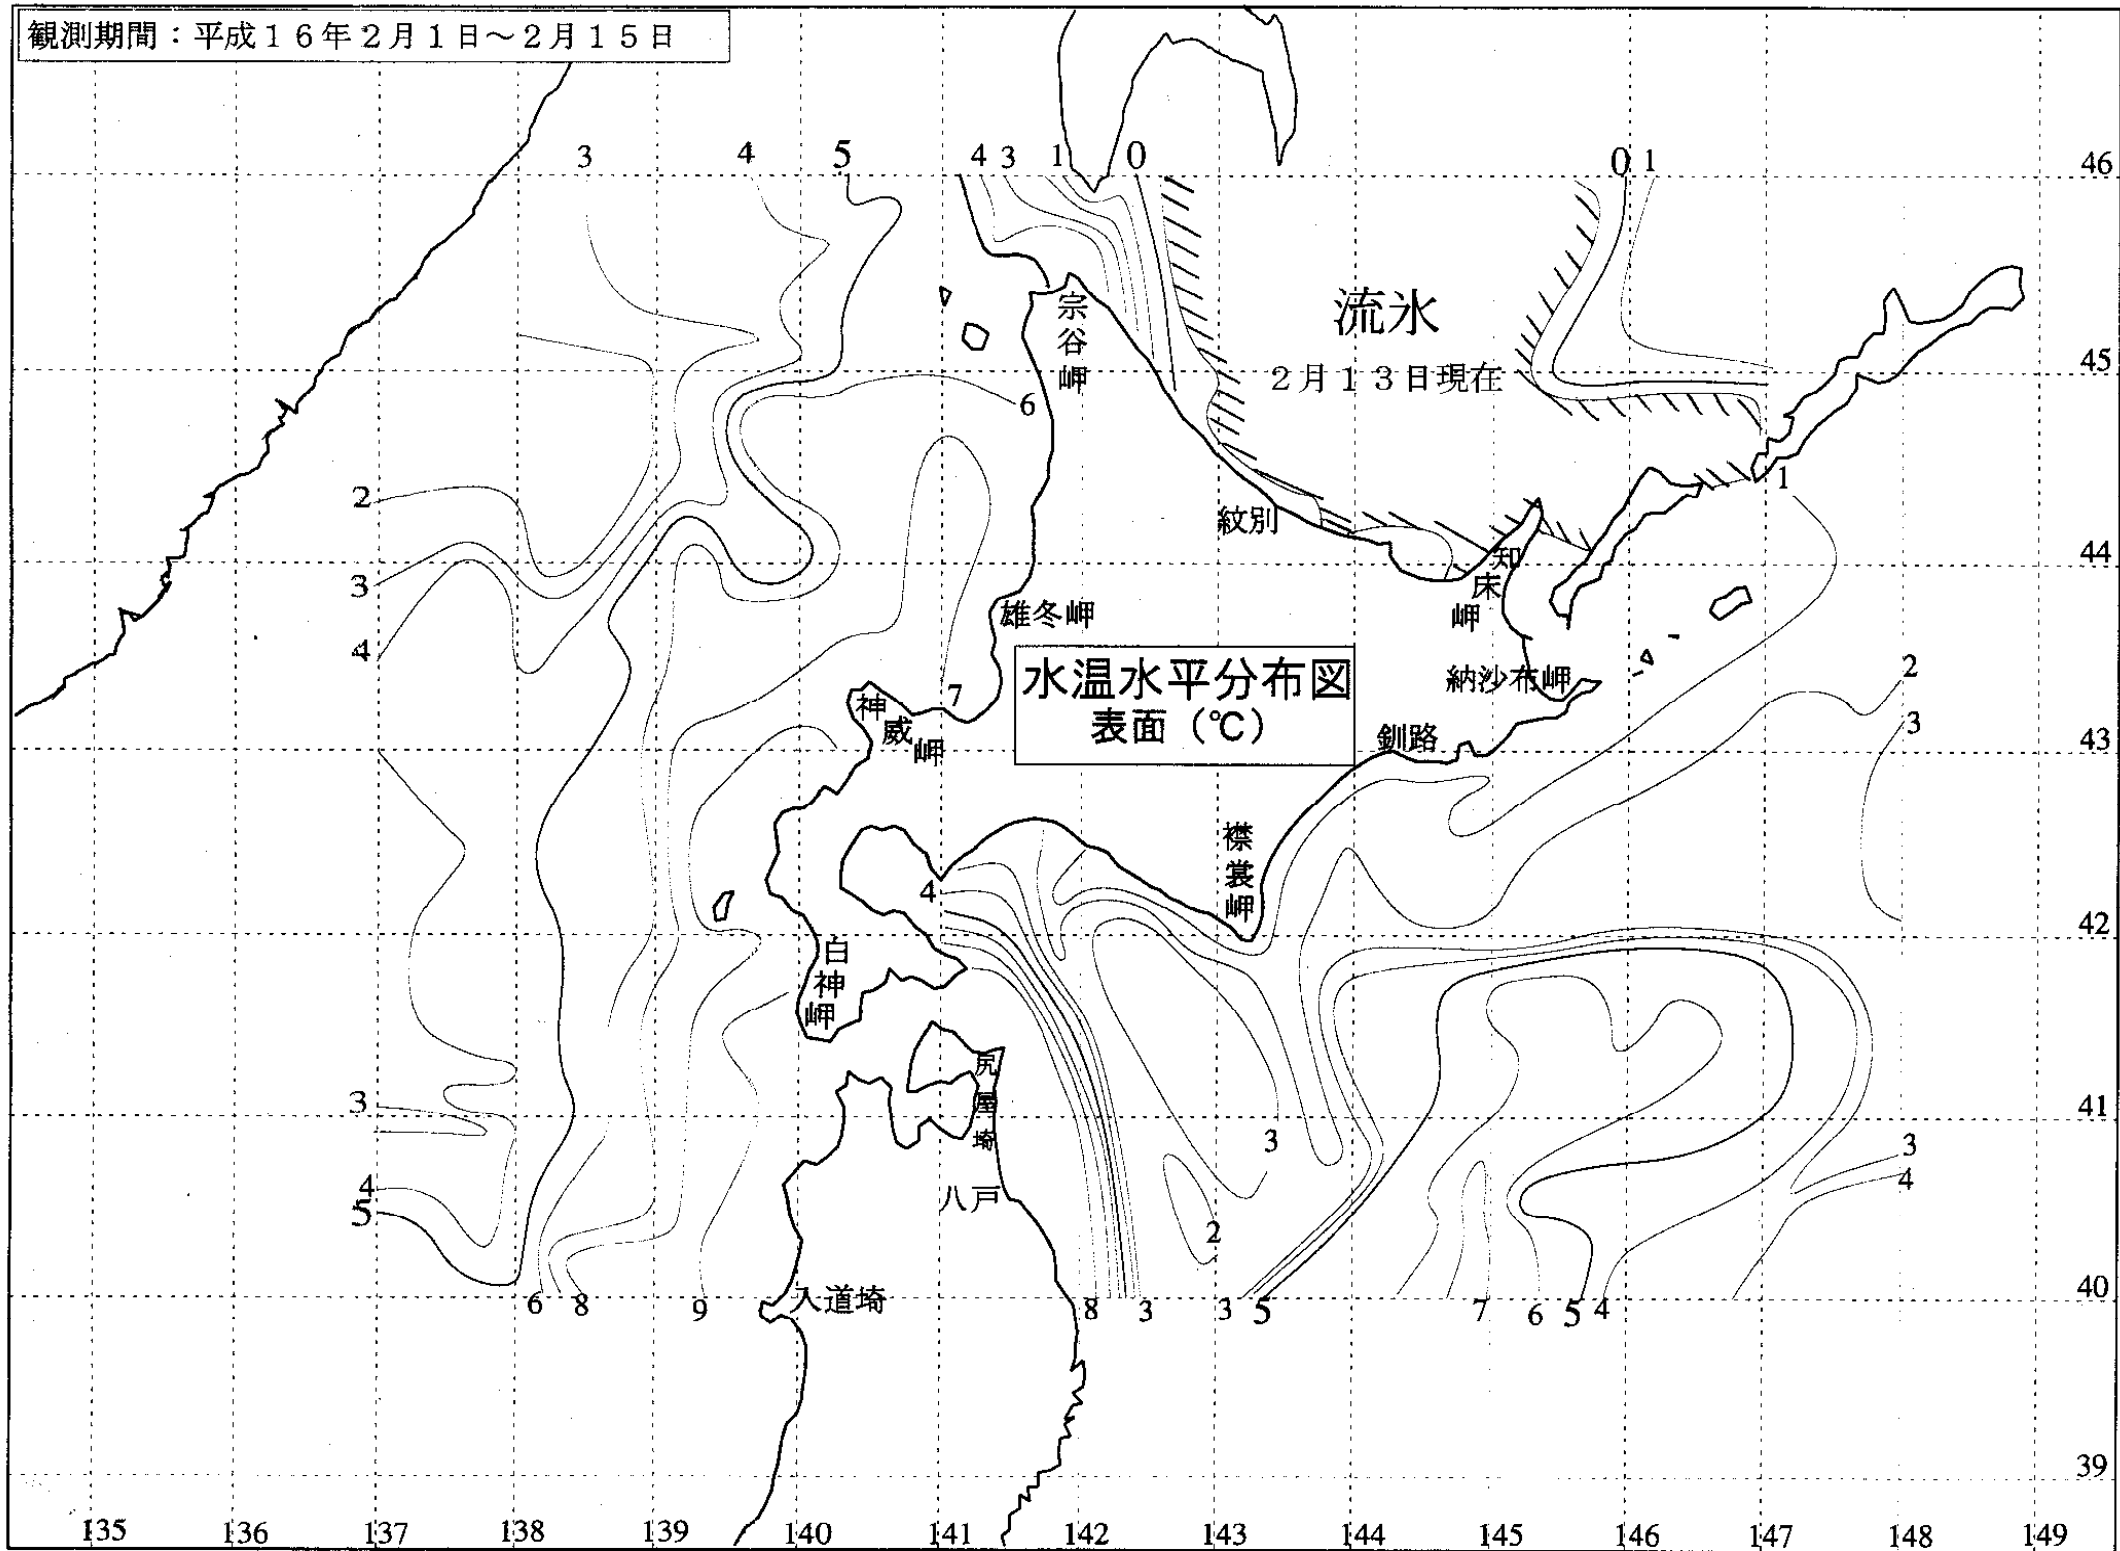 観測期間：平成１６年２月１日～２月１５日
3 4 5 4 3 1 0 0 1 46
流氷
２月１３日現在
宗谷岬
45
6
2
1
紋別
44
知床岬
3
雄冬岬
4
水温水平分布図
表面（℃）
納沙布岬
2
7
神威岬
釧路
3
43
襟裳岬
4
42
白神岬
尻屋埼
3
41
3
3
4
4
5
八戸
2
入道埼
40
6 8 9 8 3 3 5 7 6 5 4
39
135 136 137 138 139 140 141 142 143 144 145 146 147 148 149